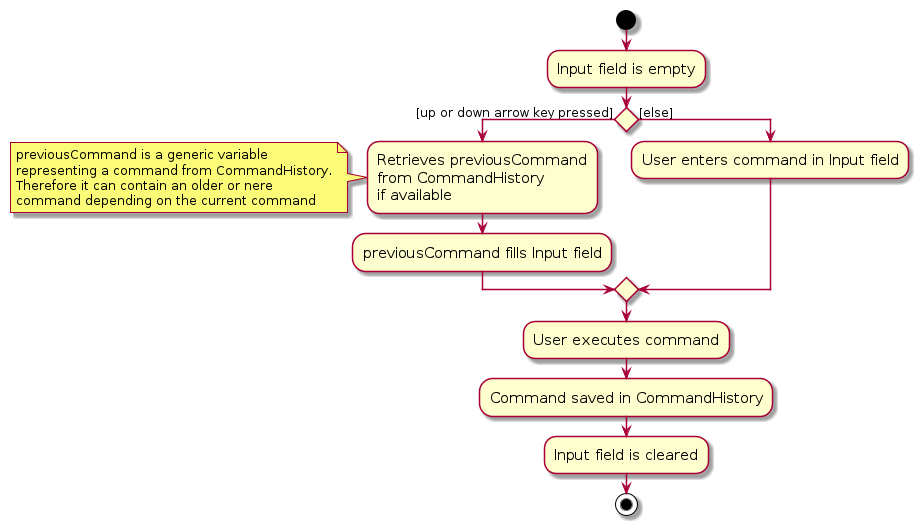 Input field is empty
[up or down arrow key pressed]
[else]
previousCommand is a generic variable
representing a command from CommandHistory.
Therefore it can contain an older or nere
command depending on the current command
Retrieves previousCommand
from CommandHistory
if available
User enters command in Input field
previousCommand fills Input field
User executes command
Command saved in CommandHistory
Input field is cleared